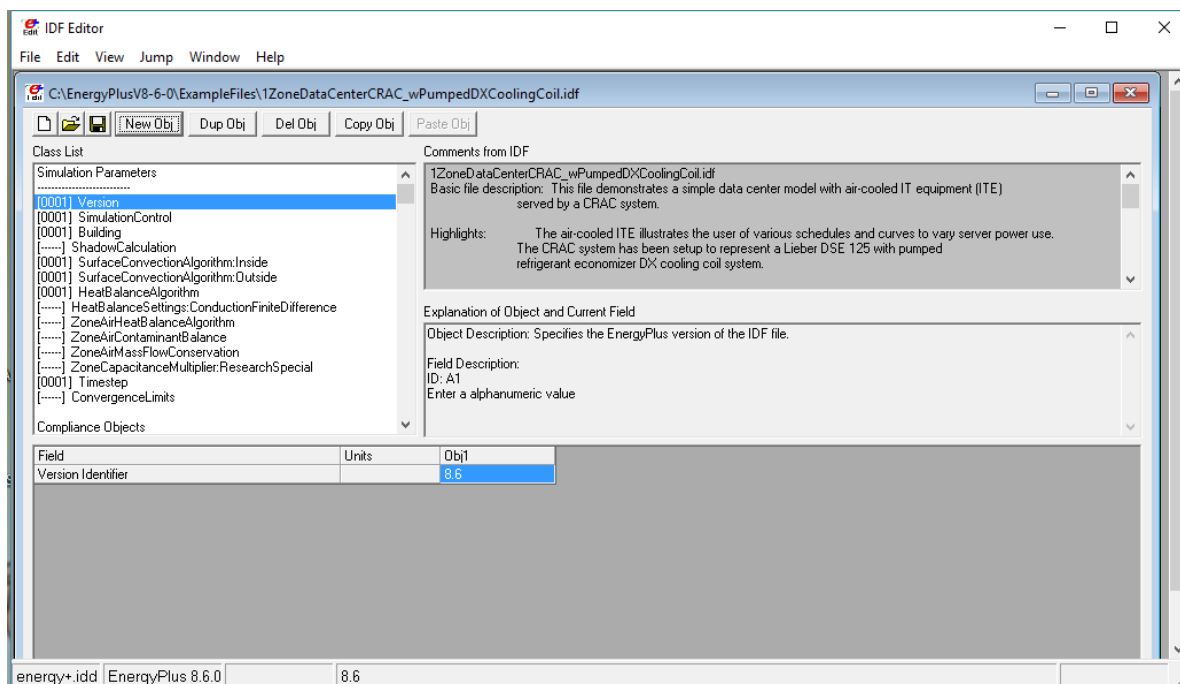 IDF Editor
File Edit View Jump Window Help
C:\EnergyPlusV8-6-0\ExampleFiles\1ZoneDataCenterCRAC_wPumpedDXCoolingCoil.idf
New Obj Dup Obj Del Obj Copy Obj Paste Obj
Class List
Simulation Parameters
--------------------------
[0001] Version
[0001] SimulationControl
[0001] Building
[------] ShadowCalculation
[0001] SurfaceConvectionAlgorithm:Inside
[0001] SurfaceConvectionAlgorithm:Outside
[0001] HeatBalanceAlgorithm
[------] HeatBalanceSettings:ConductionFiniteDifference
[------] ZoneAirHeatBalanceAlgorithm
[------] ZoneAirContaminantBalance
[------] ZoneAirMassFlowConservation
[------] ZoneCapacitanceMultiplier:ResearchSpecial
[0001] Timestep
[------] ConvergenceLimits
Compliance Objects
Comments from IDF
1ZoneDataCenterCRAC_wPumpedDXCoolingCoil.idf
Basic file description: This file demonstrates a simple data center model with air-cooled IT equipment (ITE)
served by a CRAC system.
Highlights: The air-cooled ITE illustrates the user of various schedules and curves to vary server power use.
The CRAC system has been setup to represent a Lieber DSE 125 with pumped
refrigerant economizer DX cooling coil system.
Explanation of Object and Current Field
Object Description: Specifies the EnergyPlus version of the IDF file.
Field Description:
ID: A1
Enter a alphanumeric value
Field Units Obj1
Version Identifier 8.6
energy+.idd EnergyPlus 8.6.0 8.6